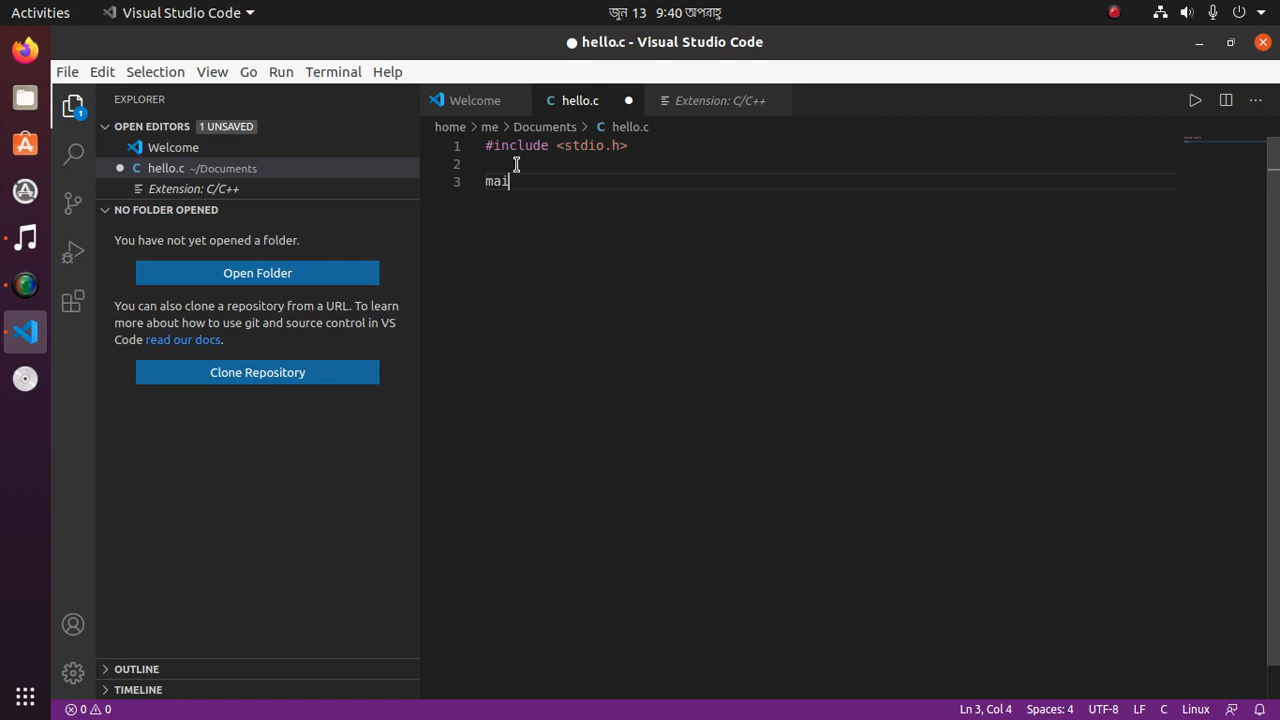 Activities Visual Studio Code জুন 13 9:40 অপরাহ্ণ
● hello.c - Visual Studio Code
File Edit Selection View Go Run Terminal Help
EXPLORER
OPEN EDITORS 1 UNSAVED
Welcome
hello.c ~/Documents
Extension: C/C++
NO FOLDER OPENED
You have not yet opened a folder.
Open Folder
You can also clone a repository from a URL. To learn
more about how to use git and source control in VS
Code read our docs.
Clone Repository
OUTLINE
TIMELINE
Welcome C hello.c Extension: C/C++
home > me > Documents > C hello.c
1 #include <stdio.h>
2
3 mai
0 0 Ln 3, Col 4 Spaces: 4 UTF-8 LF C Linux